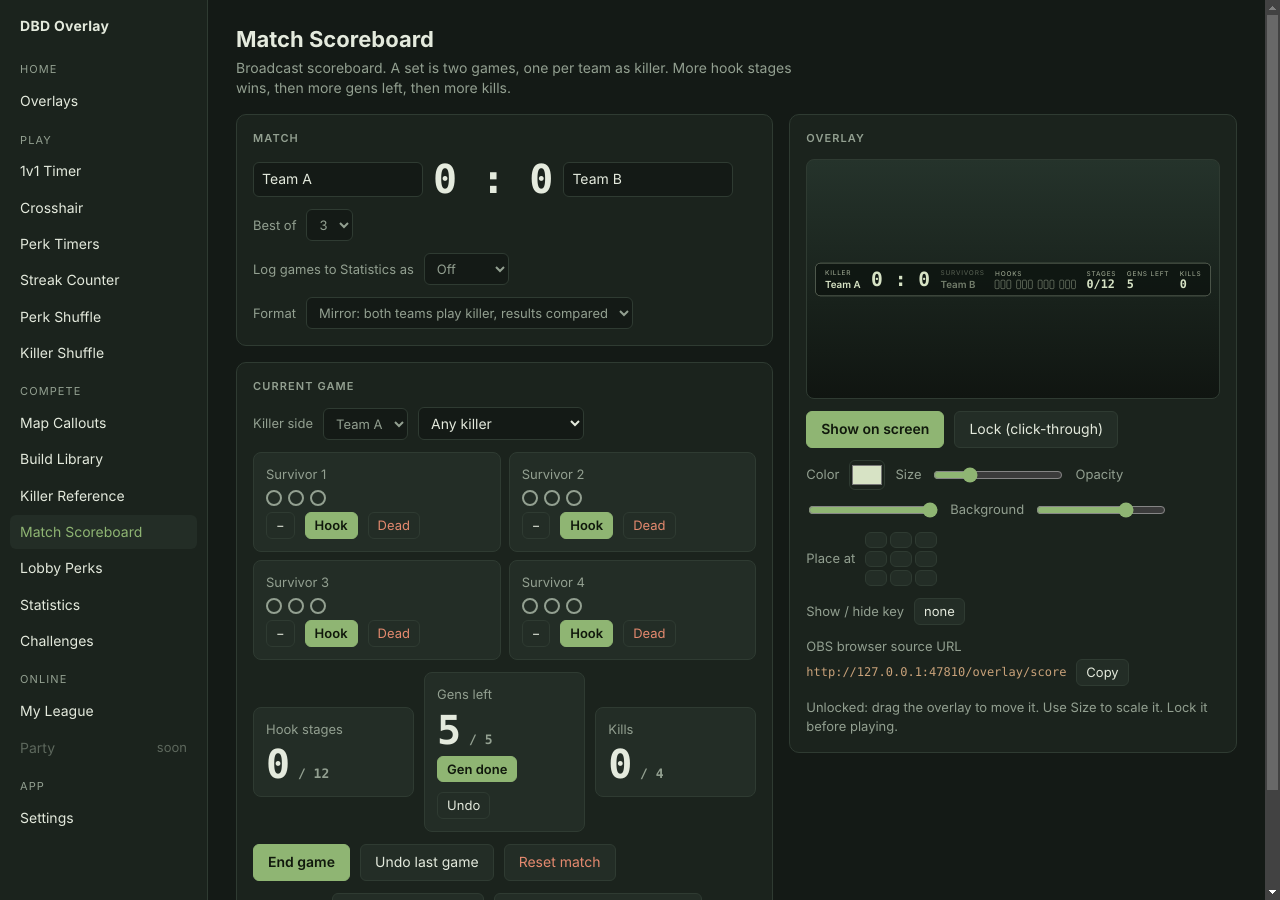 DBD Overlay
HOME
Overlays
PLAY
1v1 Timer
Crosshair
Perk Timers
Streak Counter
Perk Shuffle
Killer Shuffle
COMPETE
Map Callouts
Build Library
Killer Reference
Match Scoreboard
Lobby Perks
Statistics
Challenges
ONLINE
My League
Party soon
APP
Settings
Match Scoreboard
Broadcast scoreboard. A set is two games, one per team as killer. More hook stages
wins, then more gens left, then more kills.
MATCH
Team A 0 : 0 Team B
Best of 3
Log games to Statistics as Off
Format Mirror: both teams play killer, results compared
CURRENT GAME
Killer side Team A Any killer
Survivor 1
– Hook Dead
Survivor 2
– Hook Dead
Survivor 3
– Hook Dead
Survivor 4
– Hook Dead
Hook stages
0 / 12
Gens left
5 / 5
Gen done
Undo
Kills
0 / 4
End game Undo last game Reset match
OVERLAY
KILLER
Team A
0 : 0
SURVIVORS
Team B
HOOKS
STAGES
0/12
GENS LEFT
5
KILLS
0
Show on screen Lock (click-through)
Color Size Opacity
Background
Place at
Show / hide key none
OBS browser source URL
http://127.0.0.1:47810/overlay/score Copy
Unlocked: drag the overlay to move it. Use Size to scale it. Lock it
before playing.